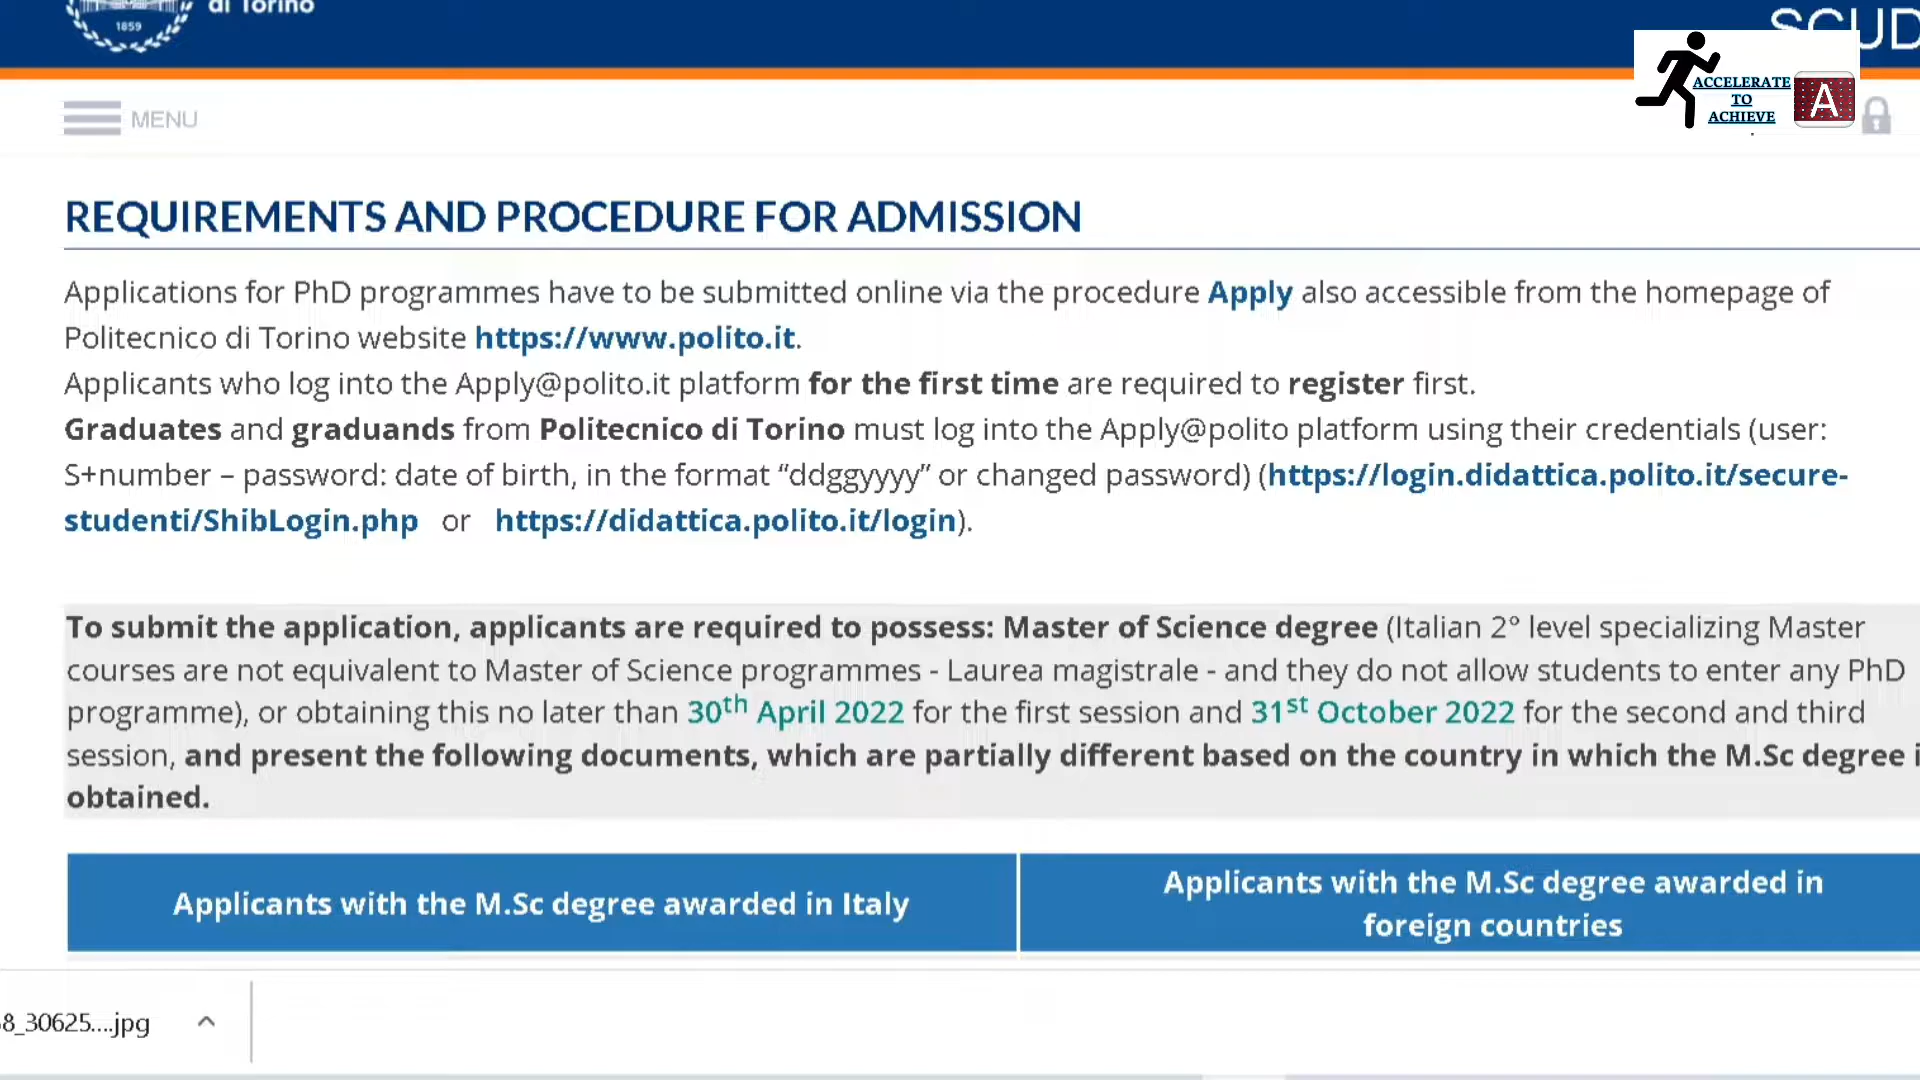 di Torino
1859
SCUD
ACCELERATE
TO
ACHIEVE
A
MENU
REQUIREMENTS AND PROCEDURE FOR ADMISSION
Applications for PhD programmes have to be submitted online via the procedure Apply also accessible from the homepage of
Politecnico di Torino website https://www.polito.it.
Applicants who log into the Apply@polito.it platform for the first time are required to register first.
Graduates and graduands from Politecnico di Torino must log into the Apply@polito platform using their credentials (user:
S+number – password: date of birth, in the format “ddggyyyy” or changed password) (https://login.didattica.polito.it/secure-
studenti/ShibLogin.php or https://didattica.polito.it/login).
To submit the application, applicants are required to possess: Master of Science degree (Italian 2° level specializing Master
courses are not equivalent to Master of Science programmes - Laurea magistrale - and they do not allow students to enter any PhD
programme), or obtaining this no later than 30th April 2022 for the first session and 31st October 2022 for the second and third
session, and present the following documents, which are partially different based on the country in which the M.Sc degree i
obtained.
Applicants with the M.Sc degree awarded in Italy
Applicants with the M.Sc degree awarded in
foreign countries
8_30625....jpg